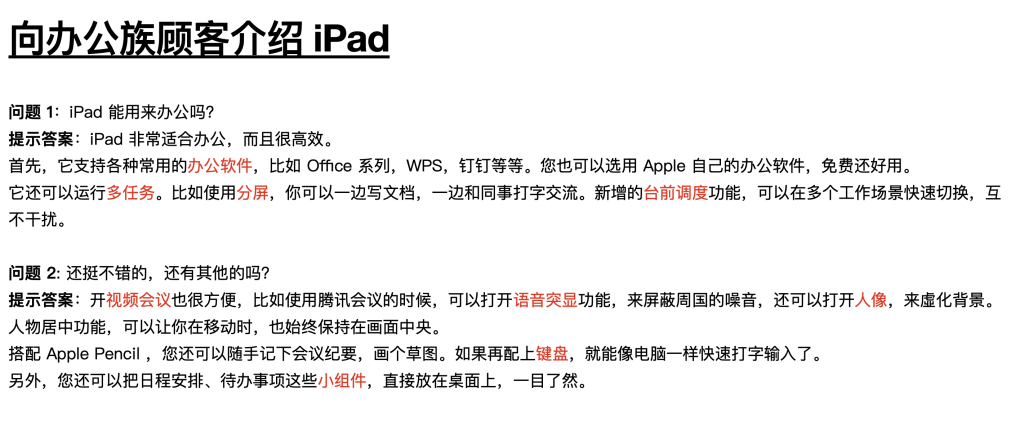 向办公族顾客介绍 iPad
问题 1：iPad 能用来办公吗?
提示答案：iPad 非常适合办公，而且很高效。
首先，它支持各种常用的办公软件，比如 Office 系列，WPS，钉钉等等。您也可以选用 Apple 自己的办公软件，免费还好用。
它还可以运行多任务。比如使用分屏，你可以一边写文档，一边和同事打字交流。新增的台前调度功能，可以在多个工作场景快速切换，互
不干扰。
问题 2: 还挺不错的，还有其他的吗?
提示答案：开视频会议也很方便，比如使用腾讯会议的时候，可以打开语音突显功能，来屏蔽周国的噪音，还可以打开人像，来虚化背景。
人物居中功能，可以让你在移动时，也始终保持在画面中央。
搭配 Apple Pencil ，您还可以随手记下会议纪要，画个草图。如果再配上键盘，就能像电脑一样快速打字输入了。
另外，您还可以把日程安排、待办事项这些小组件，直接放在桌面上，一目了然。